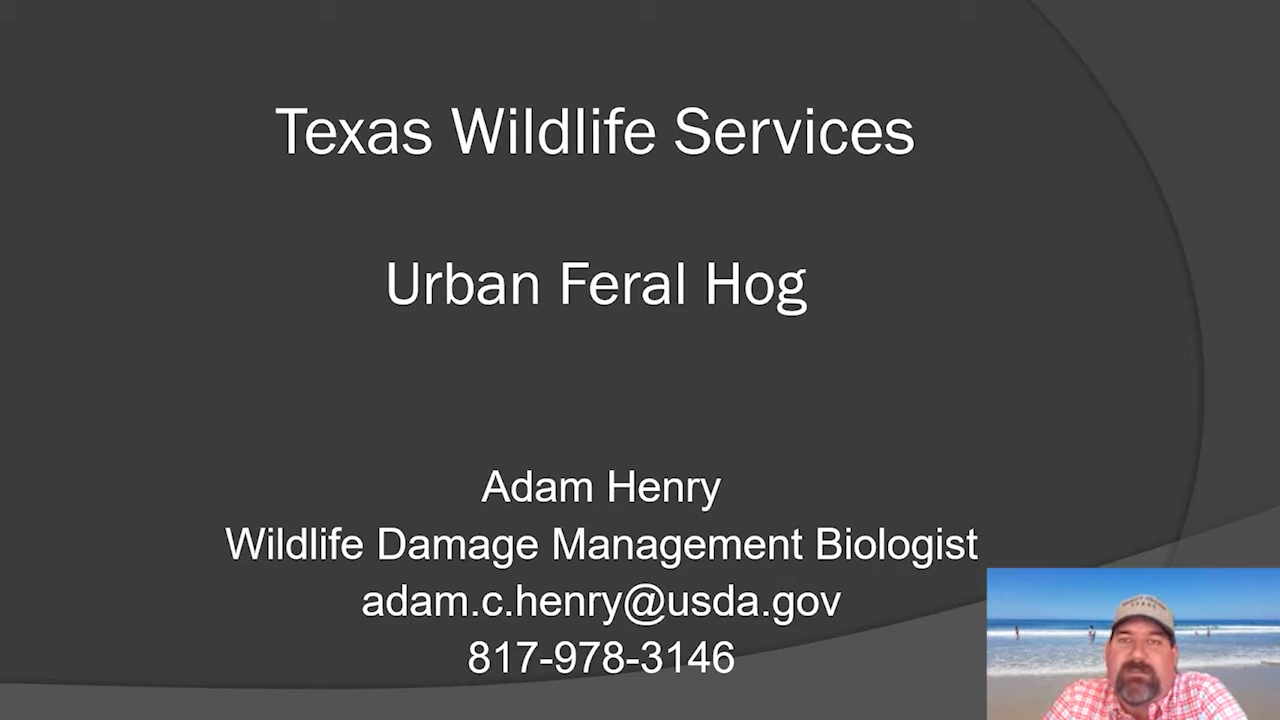 Texas Wildlife Services
Urban Feral Hog
Adam Henry
Wildlife Damage Management Biologist
adam.c.henry@usda.gov
817-978-3146